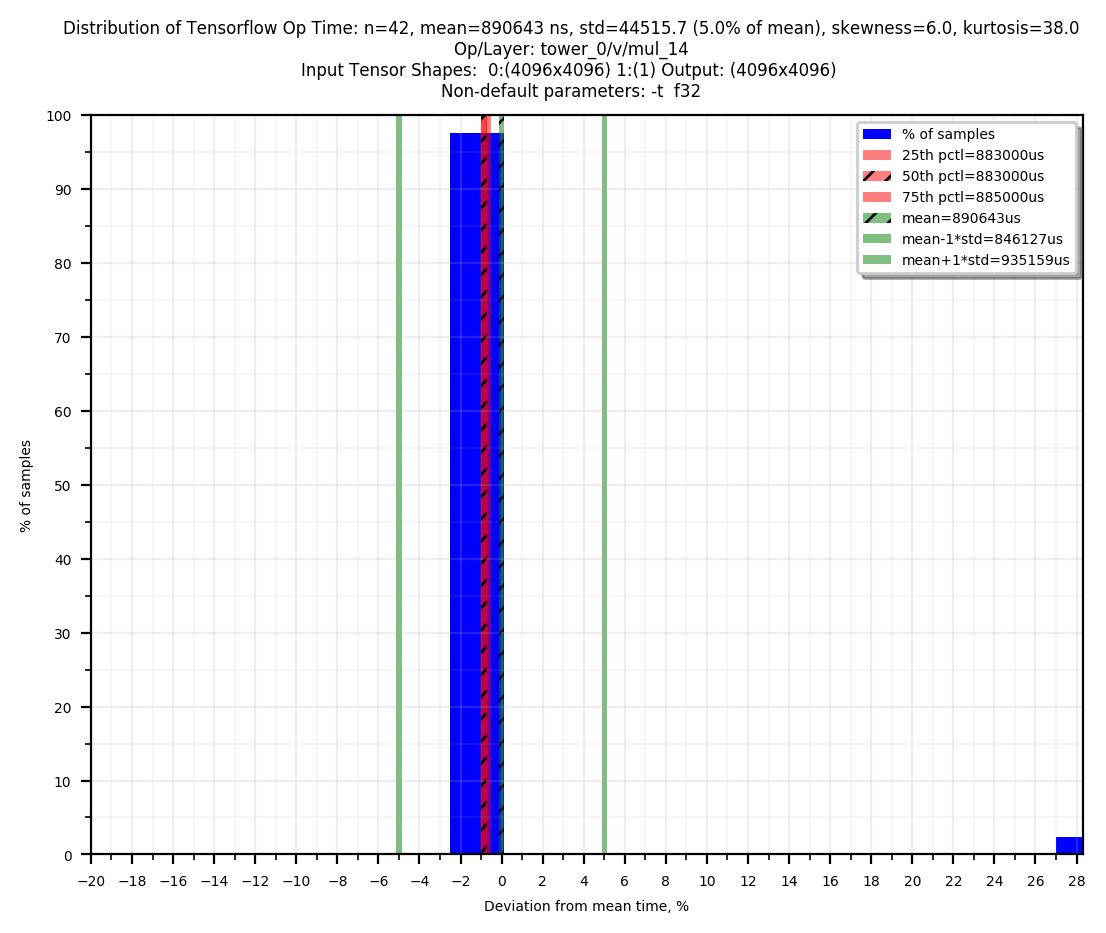 Distribution of Tensorflow Op Time: n=42, mean=890643 ns, std=44515.7 (5.0% of mean), skewness=6.0, kurtosis=38.0
Op/Layer: tower_0/v/mul_14
Input Tensor Shapes:  0:(4096x4096) 1:(1) Output: (4096x4096)
Non-default parameters: -t  f32
% of samples
25th pctl=883000us
50th pctl=883000us
75th pctl=885000us
mean=890643us
mean-1*std=846127us
mean+1*std=935159us
100
90
80
70
60
50
40
30
20
10
0
% of samples
−20 −18 −16 −14 −12 −10 −8 −6 −4 −2 0 2 4 6 8 10 12 14 16 18 20 22 24 26 28
Deviation from mean time, %